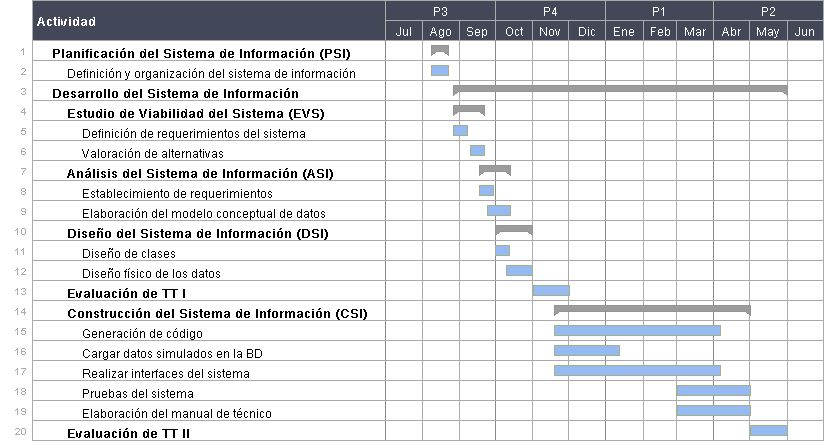 Actividad
P3 P4 P1 P2
Jul Ago Sep Oct Nov Dic Ene Feb Mar Abr May Jun
1 Planificación del Sistema de Información (PSI)
2 Definición y organización del sistema de información
3 Desarrollo del Sistema de Información
4 Estudio de Viabilidad del Sistema (EVS)
5 Definición de requerimientos del sistema
6 Valoración de alternativas
7 Análisis del Sistema de Información (ASI)
8 Establecimiento de requerimientos
9 Elaboración del modelo conceptual de datos
10 Diseño del Sistema de Información (DSI)
11 Diseño de clases
12 Diseño físico de los datos
13 Evaluación de TT I
14 Construcción del Sistema de Información (CSI)
15 Generación de código
16 Cargar datos simulados en la BD
17 Realizar interfaces del sistema
18 Pruebas del sistema
19 Elaboración del manual de técnico
20 Evaluación de TT II